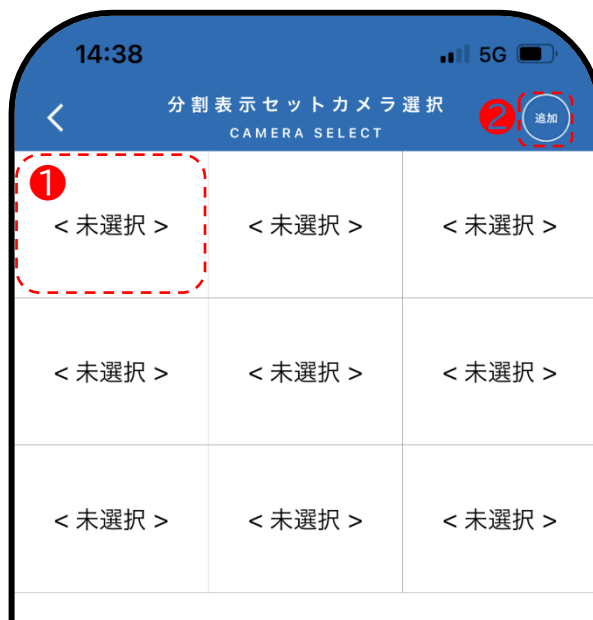 14:38 5G
分割表示セットカメラ選択
CAMERA SELECT
❷ 追加
❶
< 未選択 > < 未選択 > < 未選択 >
< 未選択 > < 未選択 > < 未選択 >
< 未選択 > < 未選択 > < 未選択 >